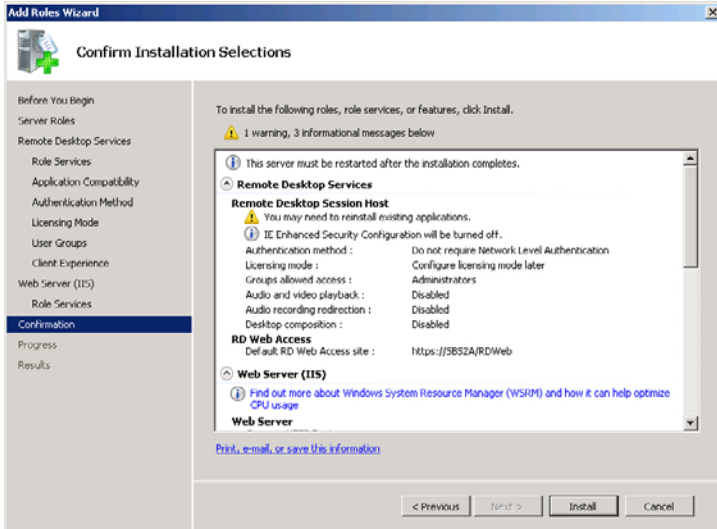 Add Roles Wizard
Confirm Installation Selections
Before You Begin
Server Roles
Remote Desktop Services
Role Services
Application Compatibility
Authentication Method
Licensing Mode
User Groups
Client Experience
Web Server (IIS)
Role Services
Confirmation
Progress
Results
To install the following roles, role services, or features, click Install.
1 warning, 3 informational messages below
This server must be restarted after the installation completes.
Remote Desktop Services
Remote Desktop Session Host
You may need to reinstall existing applications.
IE Enhanced Security Configuration will be turned off.
Authentication method : Do not require Network Level Authentication
Licensing mode : Configure licensing mode later
Groups allowed access : Administrators
Audio and video playback : Disabled
Audio recording redirection : Disabled
Desktop composition : Disabled
RD Web Access
Default RD Web Access site : https://SBS2A/RDWeb
Web Server (IIS)
Find out more about Windows System Resource Manager (WSRM) and how it can help optimize
CPU usage
Web Server
Print, e-mail, or save this information
< Previous
Next >
Install
Cancel